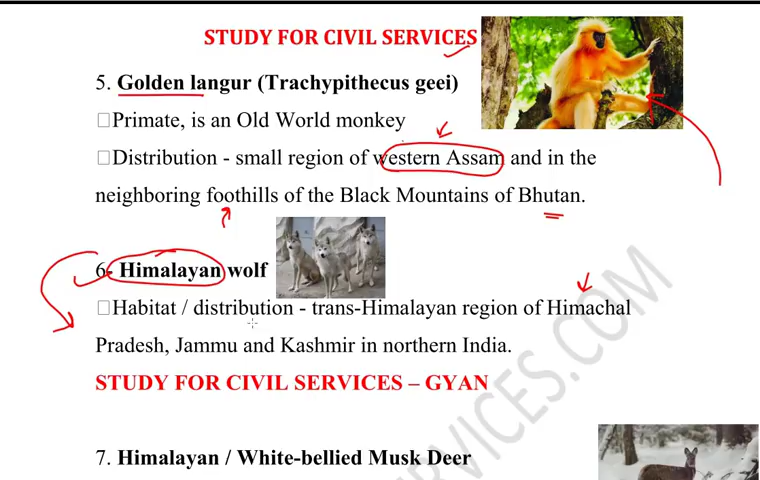 STUDY FOR CIVIL SERVICES
5. Golden langur (Trachypithecus geei)
□Primate, is an Old World monkey
□Distribution - small region of western Assam and in the
neighboring foothills of the Black Mountains of Bhutan.
6- Himalayan wolf
□Habitat / distribution - trans-Himalayan region of Himachal
Pradesh, Jammu and Kashmir in northern India.
STUDY FOR CIVIL SERVICES – GYAN
7. Himalayan / White-bellied Musk Deer
ERVICES.COM